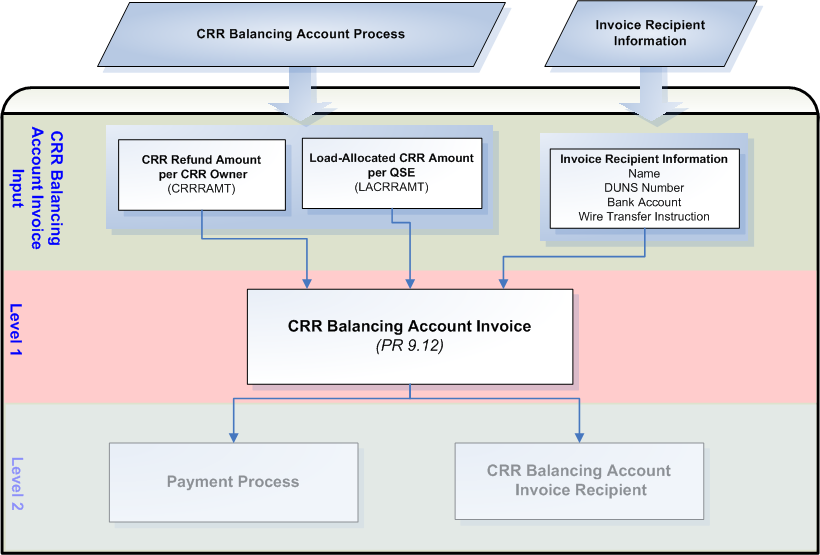 CRR Balancing Account Process
Invoice Recipient
Information
CRR Balancing
Account Invoice
Input
CRR Refund Amount
per CRR Owner
(CRRRAMT)
Load-Allocated CRR Amount
per QSE
(LACRRAMT)
Invoice Recipient Information
Name
DUNS Number
Bank Account
Wire Transfer Instruction
Level 1
CRR Balancing Account Invoice
(PR 9.12)
Level 2
Payment Process
CRR Balancing Account
Invoice Recipient